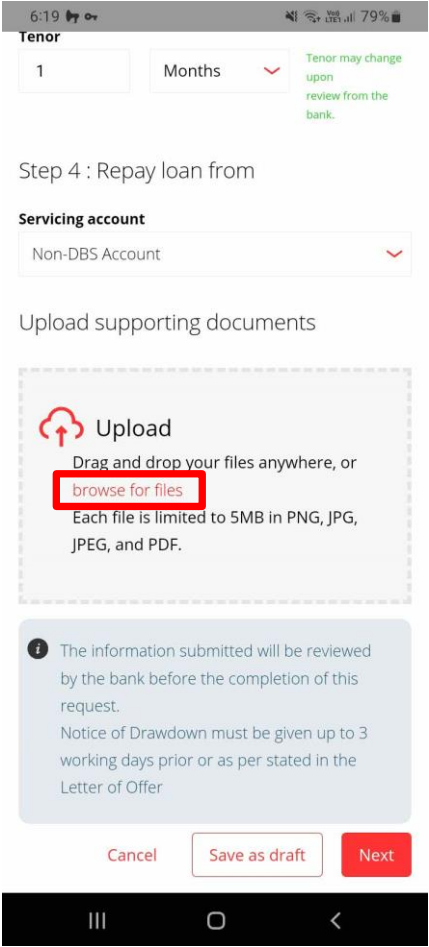 6:19 79%
Tenor
1 Months
Tenor may change
upon
review from the
bank.
Step 4 : Repay loan from
Servicing account
Non-DBS Account
Upload supporting documents
Upload
Drag and drop your files anywhere, or
browse for files
Each file is limited to 5MB in PNG, JPG,
JPEG, and PDF.
The information submitted will be reviewed
by the bank before the completion of this
request.
Notice of Drawdown must be given up to 3
working days prior or as per stated in the
Letter of Offer
Cancel Save as draft Next